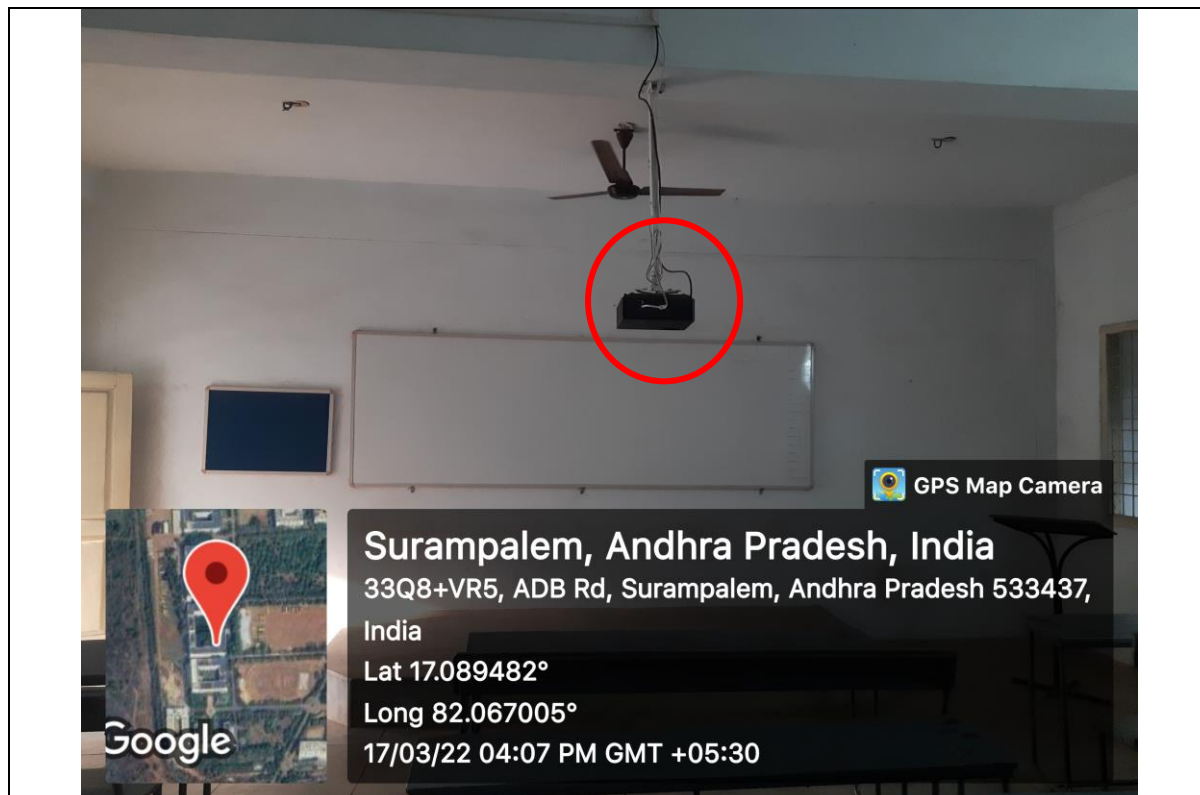 GPS Map Camera
Surampalem, Andhra Pradesh, India
33Q8+VR5, ADB Rd, Surampalem, Andhra Pradesh 533437,
India
Lat 17.089482°
Long 82.067005°
17/03/22 04:07 PM GMT +05:30
Google